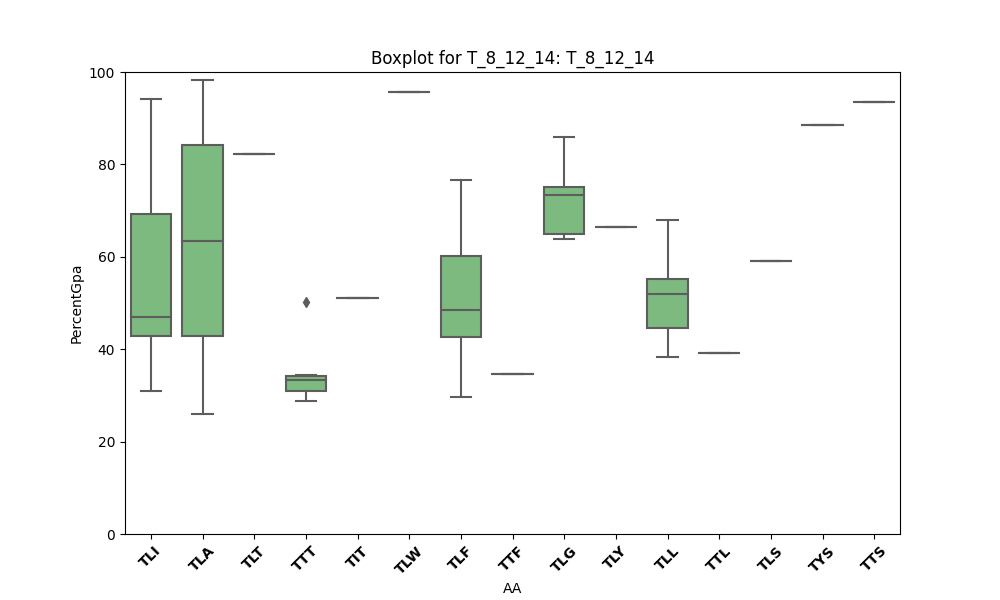 Boxplot for T_8_12_14: T_8_12_14
100
80
60
40
20
0
PercentGpa
TLI TLA TLT TTT TIT TLW TLF TTF TLG TLY TLL TTL TLS TYS TTS
AA